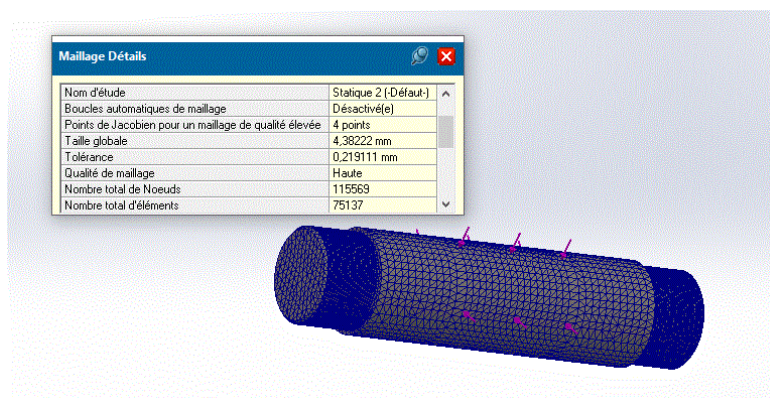 Maillage Détails
Nom d'étude Statique 2 (-Défaut-)
Boucles automatiques de maillage Désactivé(e)
Points de Jacobien pour un maillage de qualité élevée 4 points
Taille globale 4,38222 mm
Tolérance 0,219111 mm
Qualité de maillage Haute
Nombre total de Noeuds 115569
Nombre total d'éléments 75137